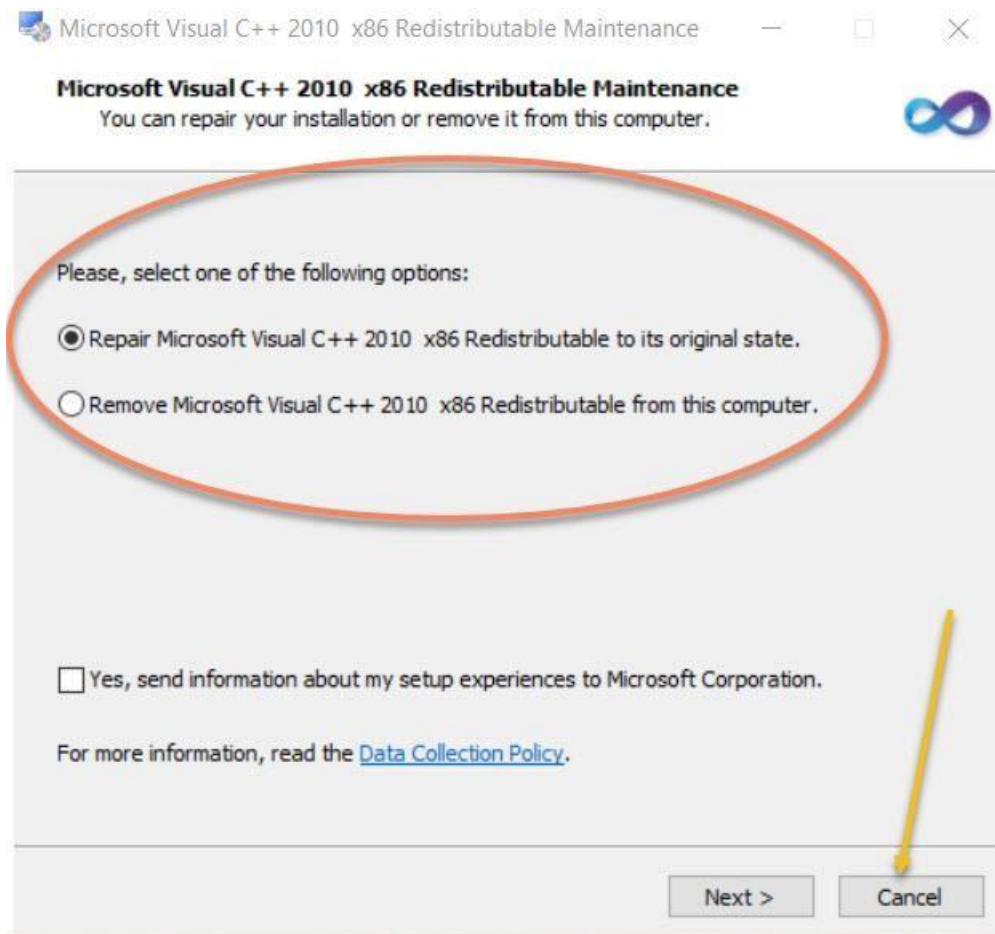 Microsoft Visual C++ 2010  x86 Redistributable Maintenance
Microsoft Visual C++ 2010  x86 Redistributable Maintenance
You can repair your installation or remove it from this computer.
Please, select one of the following options:
Repair Microsoft Visual C++ 2010  x86 Redistributable to its original state.
Remove Microsoft Visual C++ 2010  x86 Redistributable from this computer.
Yes, send information about my setup experiences to Microsoft Corporation.
For more information, read the Data Collection Policy.
Next >
Cancel